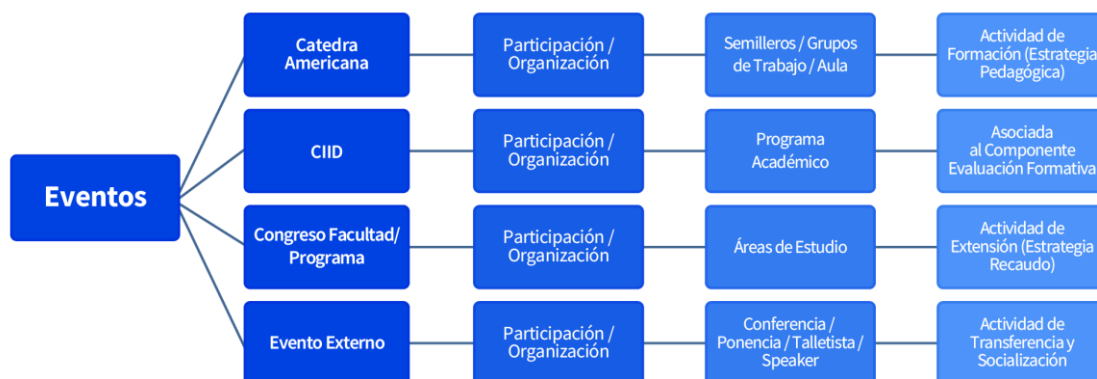 Eventos
Catedra
Americana
Participación /
Organización
Semilleros / Grupos
de Trabajo / Aula
Actividad de
Formación (Estrategia
Pedagógica)
CIID
Participación /
Organización
Programa
Académico
Asociada
al Componente
Evaluación Formativa
Congreso Facultad/
Programa
Participación /
Organización
Áreas de Estudio
Actividad de
Extensión (Estrategia
Recaudo)
Evento Externo
Participación /
Organización
Conferencia /
Ponencia / Talletista /
Speaker
Actividad de
Transferencia y
Socialización